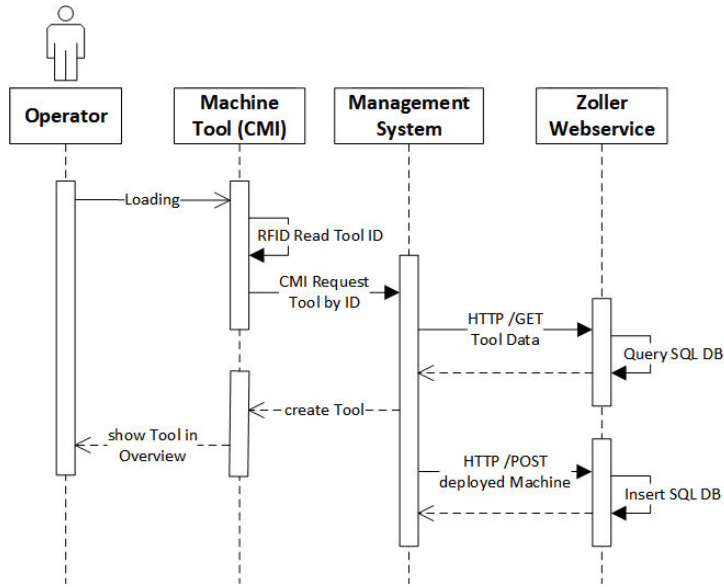 Operator
Machine
Tool (CMI)
Management
System
Zoller
Webservice
Loading
RFID Read Tool ID
CMI Request
Tool by ID
HTTP /GET
Tool Data
Query SQL DB
create Tool
show Tool in
Overview
HTTP /POST
deployed Machine
Insert SQL DB